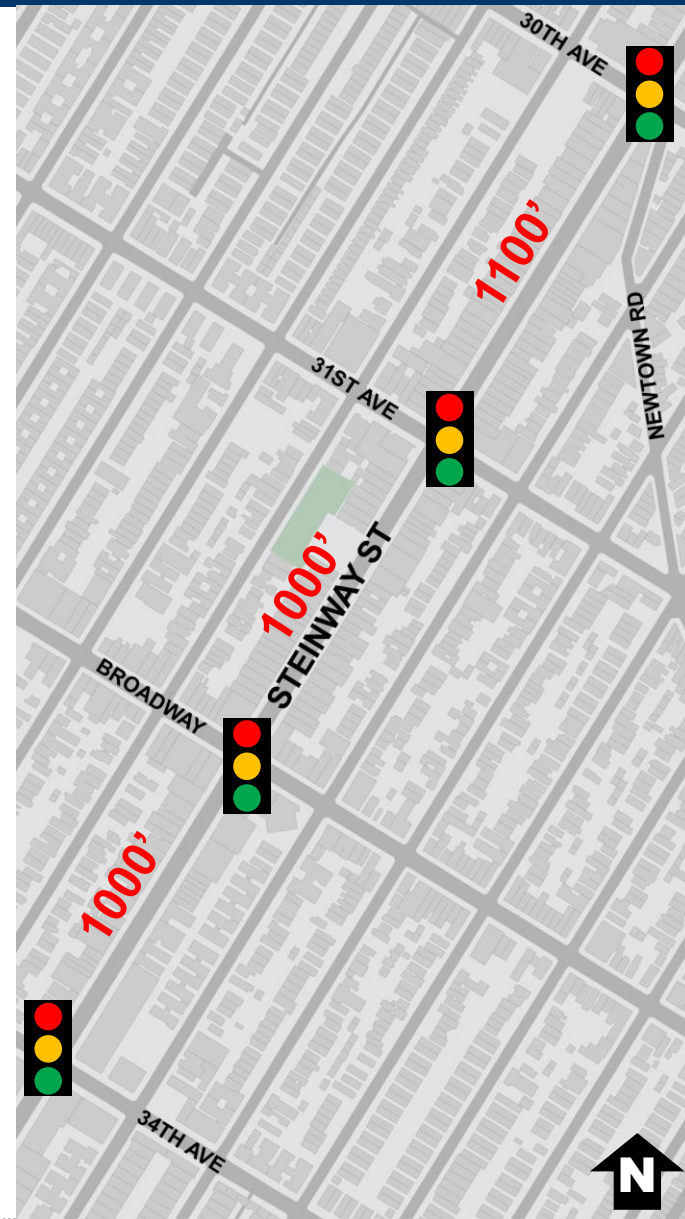 30TH AVE
1100’
NEWTOWN RD
31ST AVE
1000’
STEINWAY ST
BROADWAY
1000’
34TH AVE
N